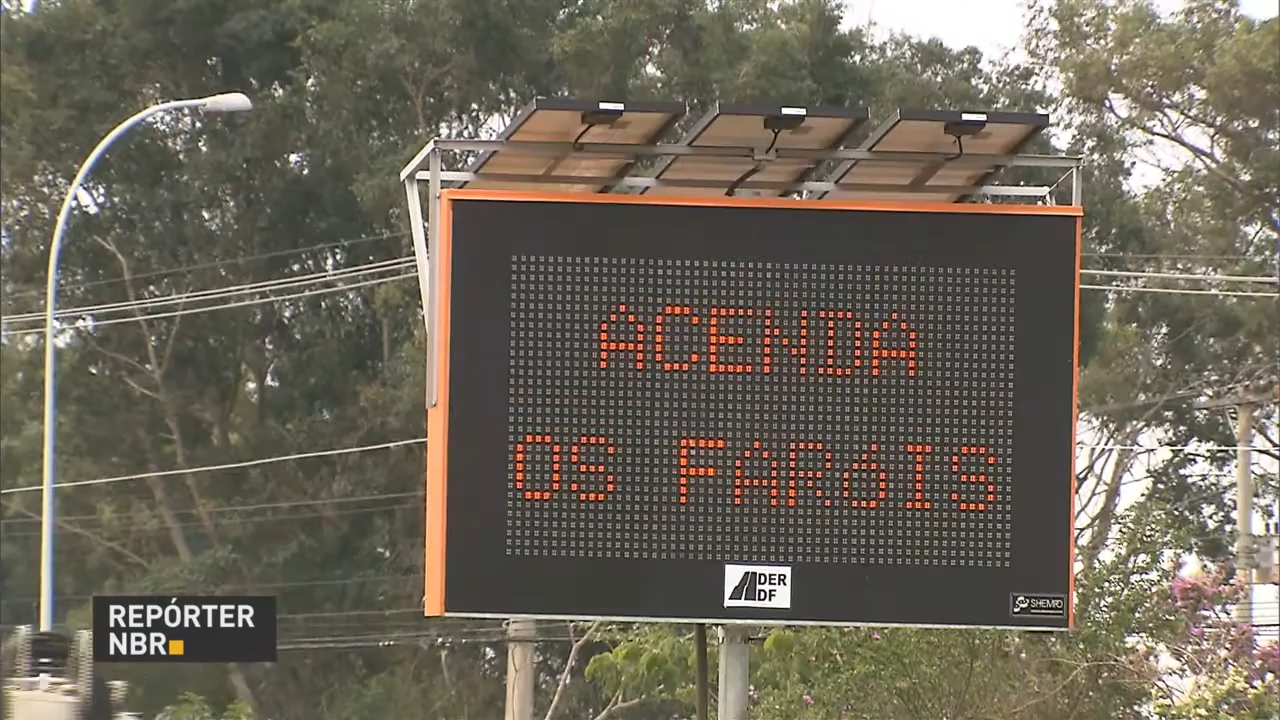 ACENDA
OS FARÓIS
DER
DF
SHEMPO
REPÓRTER
NBR